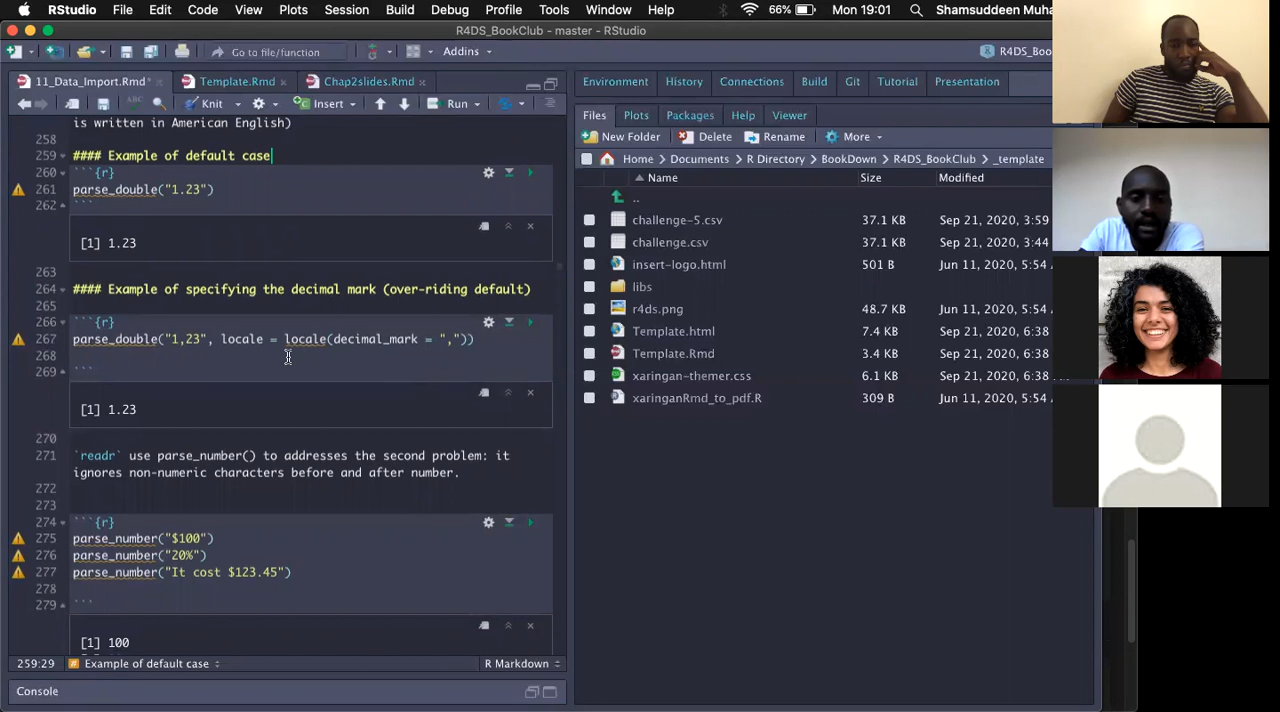 RStudio File Edit Code View Plots Session Build Debug Profile Tools Window Help 66% Mon 19:01 Shamsuddeen Muha
R4DS_BookClub - master - RStudio
Go to file/function Addins R4DS_Boo
11_Data_Import.Rmd* Template.Rmd Chap2slides.Rmd
ABC Knit Insert Run
is written in American English)
258
259 #### Example of default case
260 ```{r}
261 parse_double("1.23")
262 ```
[1] 1.23
263
264 #### Example of specifying the decimal mark (over-riding default)
265
266 ```{r}
267 parse_double("1,23", locale = locale(decimal_mark = ","))
268
269 ```
[1] 1.23
270
271 `readr` use parse_number() to addresses the second problem: it
ignores non-numeric characters before and after number.
272
273
274 ```{r}
275 parse_number("$100")
276 parse_number("20%")
277 parse_number("It cost $123.45")
278
279 ```
[1] 100
259:29 # Example of default case R Markdown
Console
Environment History Connections Build Git Tutorial Presentation
Files Plots Packages Help Viewer
New Folder Delete Rename More
Home Documents R Directory BookDown R4DS_BookClub _template
Name Size Modified
..
challenge-5.csv 37.1 KB Sep 21, 2020, 3:59
challenge.csv 37.1 KB Sep 21, 2020, 3:44
insert-logo.html 501 B Jun 11, 2020, 5:54
libs
r4ds.png 48.7 KB Jun 11, 2020, 5:54
Template.html 7.4 KB Sep 21, 2020, 6:38
Template.Rmd 3.4 KB Sep 21, 2020, 6:38
xaringan-themer.css 6.1 KB Sep 21, 2020, 6:38
xaringanRmd_to_pdf.R 309 B Jun 11, 2020, 5:54